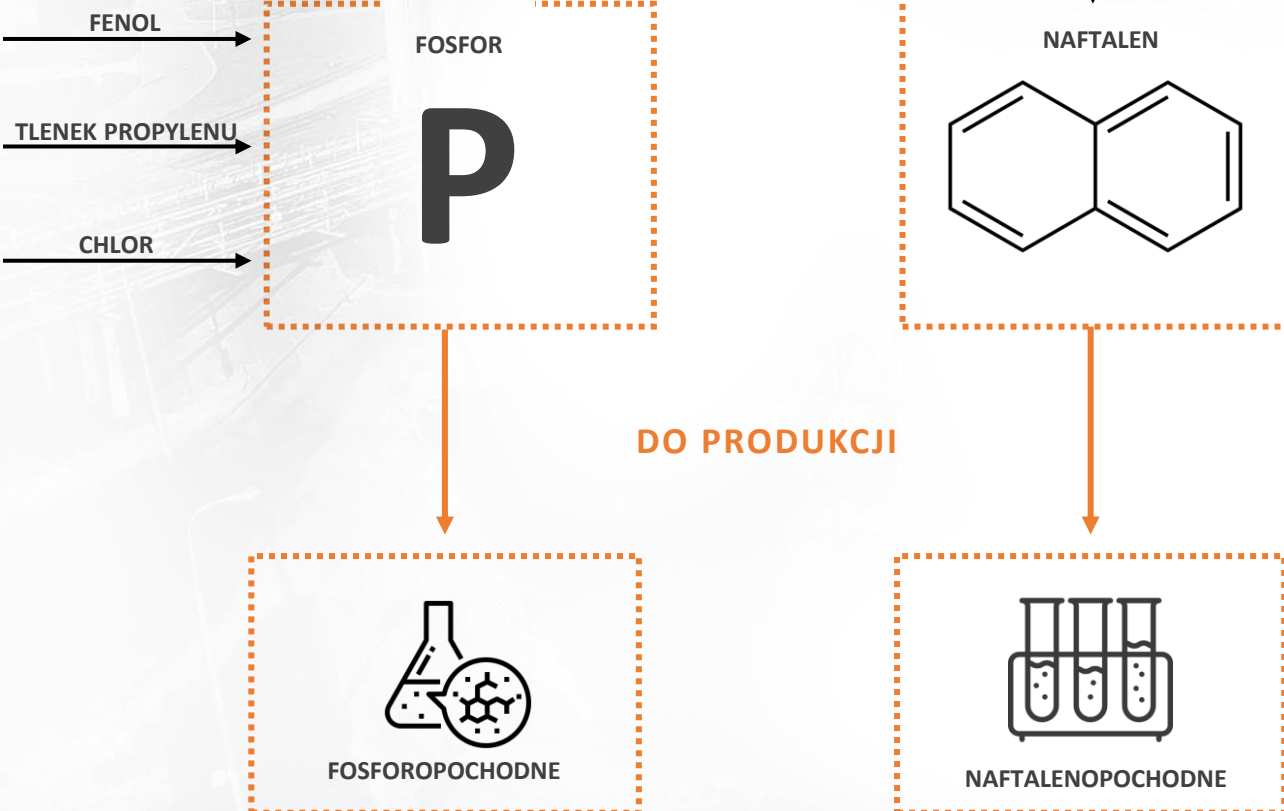 FENOL
TLENEK PROPYLENU
CHLOR
FOSFOR
P
NAFTALEN
DO PRODUKCJI
FOSFOROPOCHODNE
NAFTALENOPOCHODNE